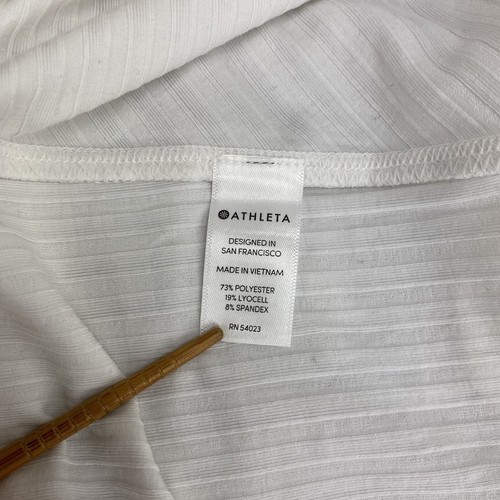 ATHLETA
DESIGNED IN
SAN FRANCISCO
MADE IN VIETNAM
73% POLYESTER
19% LYOCELL
8% SPANDEX
RN 54023